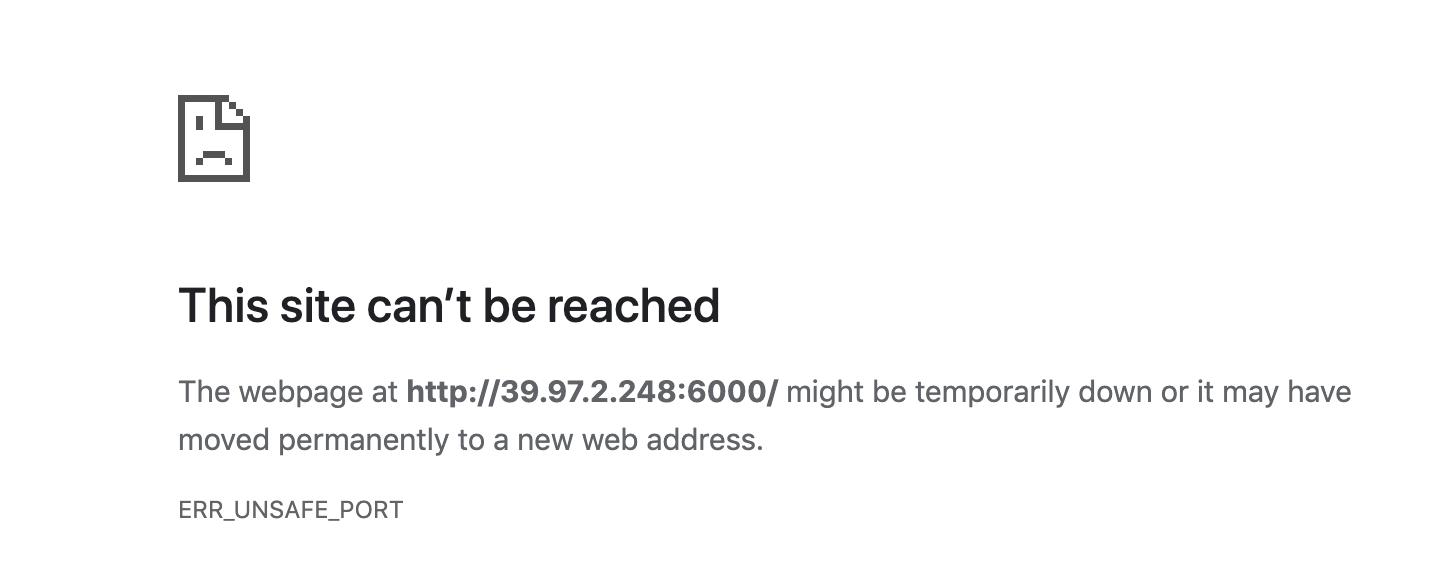 This site can’t be reached
The webpage at http://39.97.2.248:6000/ might be temporarily down or it may have
moved permanently to a new web address.
ERR_UNSAFE_PORT